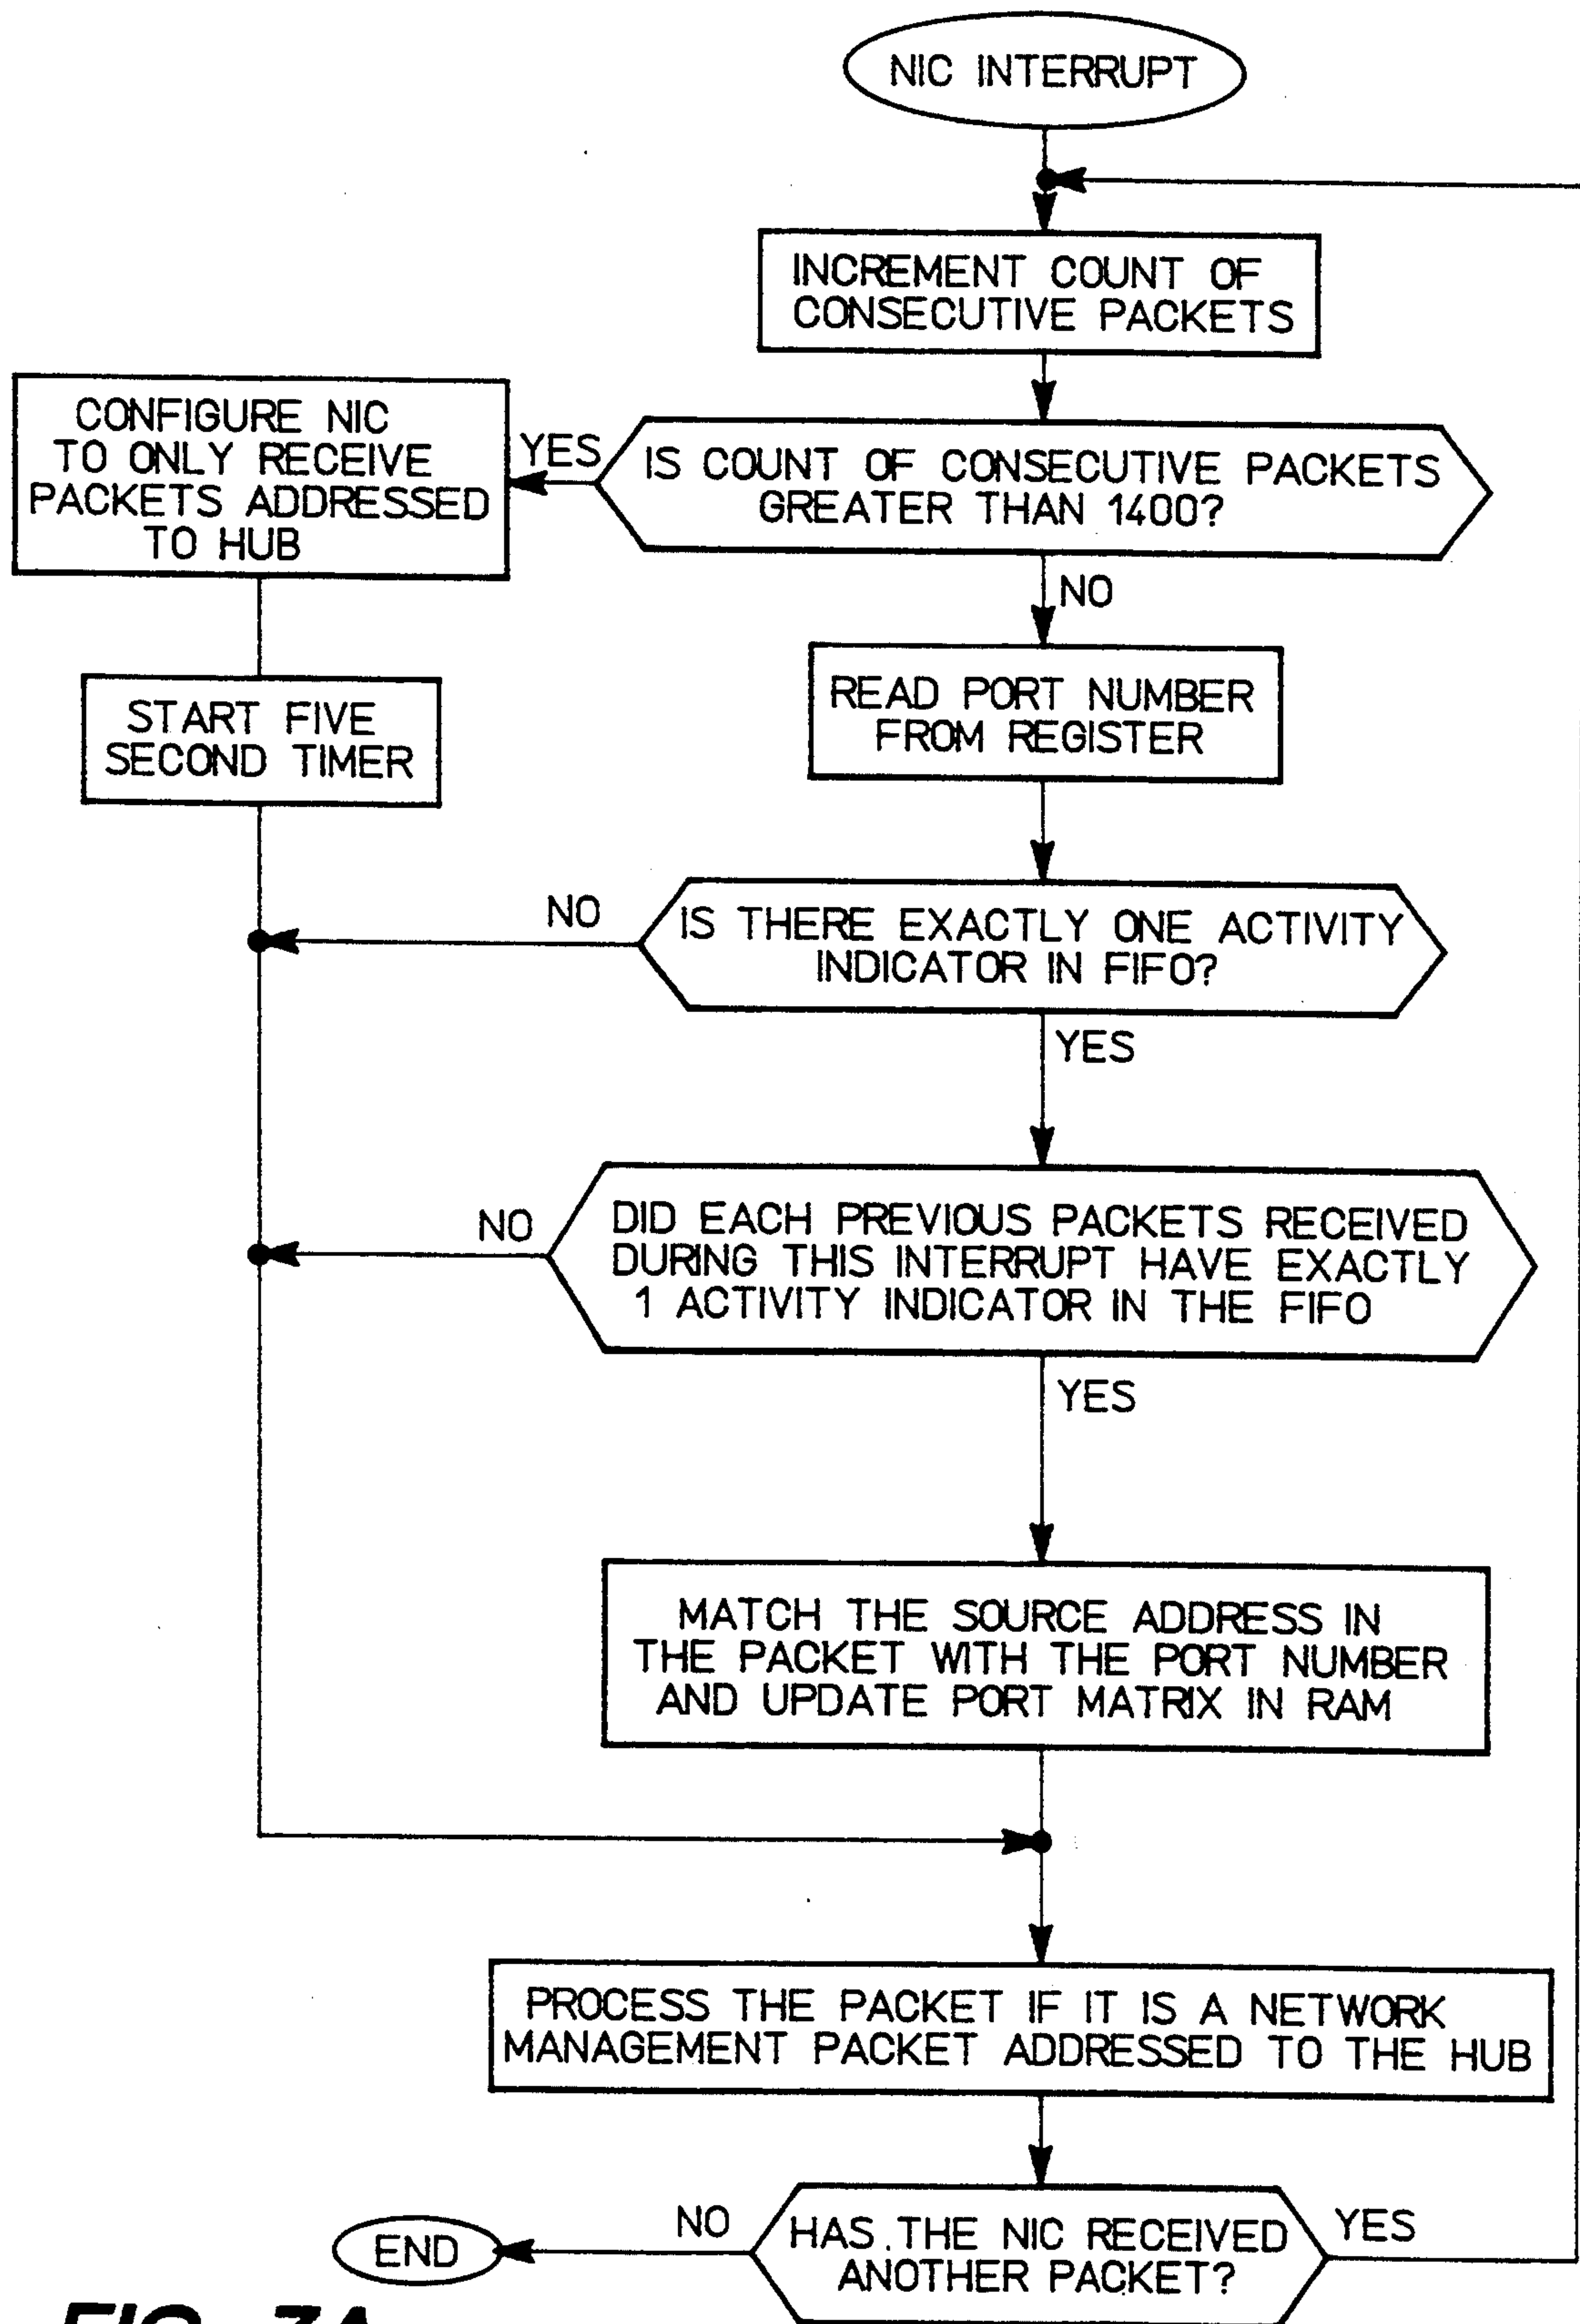 NIC INTERRUPT
INCREMENT COUNT OF
CONSECUTIVE PACKETS
CONFIGURE NIC
TO ONLY RECEIVE
PACKETS ADDRESSED
TO HUB
YES
IS COUNT OF CONSECUTIVE PACKETS
GREATER THAN 1400?
NO
START FIVE
SECOND TIMER
READ PORT NUMBER
FROM REGISTER
NO
IS THERE EXACTLY ONE ACTIVITY
INDICATOR IN FIFO?
YES
NO
DID EACH PREVIOUS PACKETS RECEIVED
DURING THIS INTERRUPT HAVE EXACTLY
1 ACTIVITY INDICATOR IN THE FIFO
YES
MATCH THE SOURCE ADDRESS IN
THE PACKET WITH THE PORT NUMBER
AND UPDATE PORT MATRIX IN RAM
PROCESS THE PACKET IF IT IS A NETWORK
MANAGEMENT PACKET ADDRESSED TO THE HUB
END
NO
HAS THE NIC RECEIVED
ANOTHER PACKET?
YES